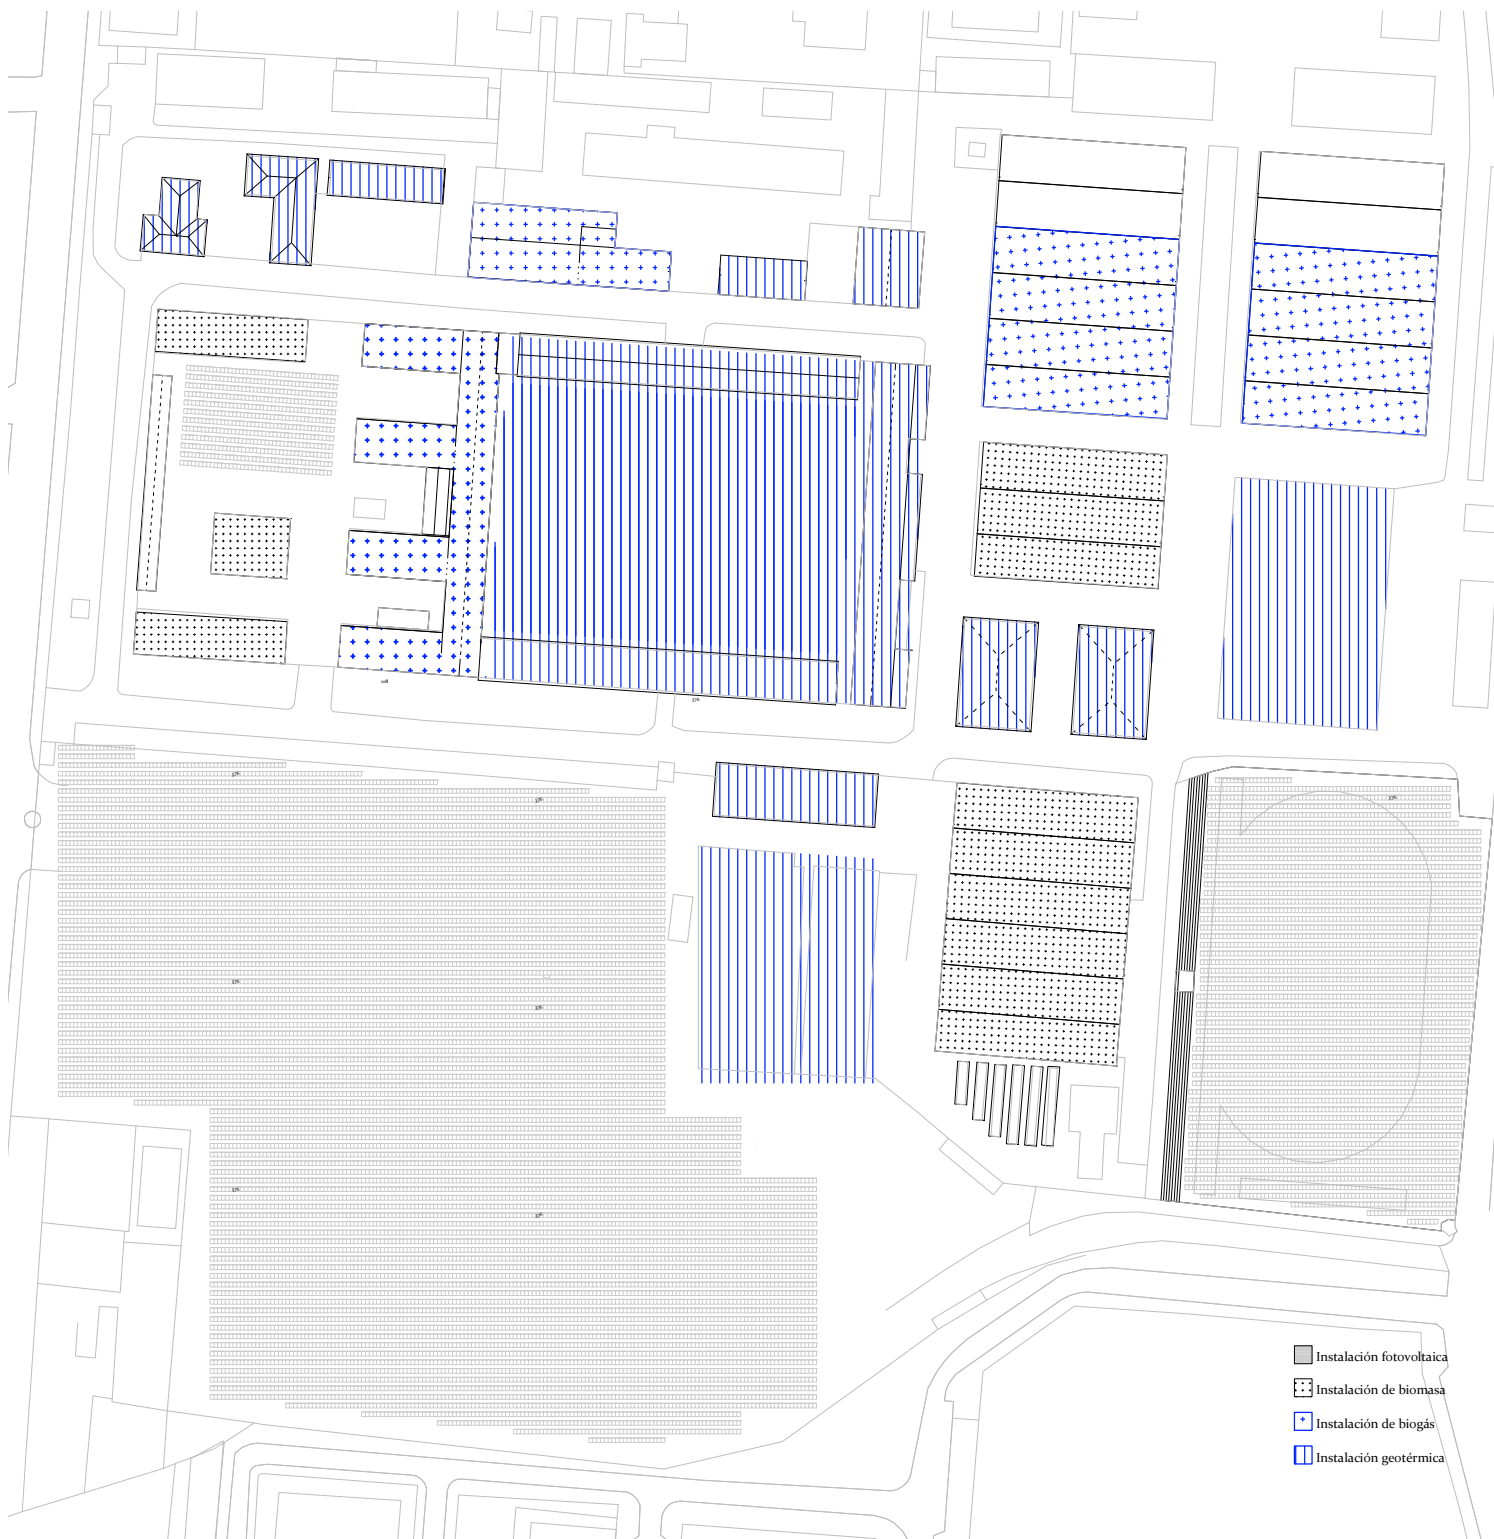 Instalación fotovoltaica
Instalación de biomasa
Instalación de biogás
Instalación geotérmica